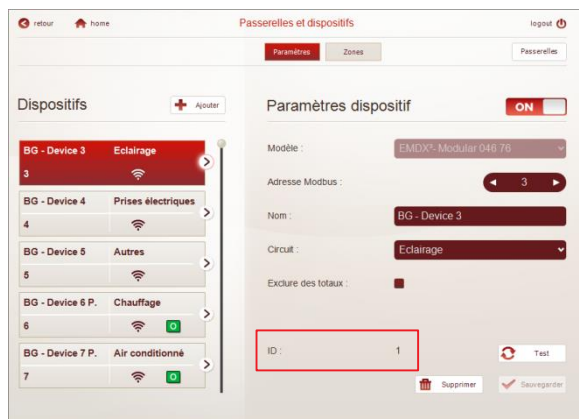 retour home Passerelles et dispositifs logout
Paramètres Zones Passerelles
Dispositifs Ajouter
BG - Device 3 Eclairage
3
BG - Device 4 Prises électriques
4
BG - Device 5 Autres
5
BG - Device 6 P. Chauffage
6 O
BG - Device 7 P. Air conditionné
7 O
Paramètres dispositif ON
Modèle : EMDX³- Modular 046 76
Adresse Modbus : 3
Nom : BG - Device 3
Circuit : Eclairage
Exclure des totaux :
ID : 1 Test
Supprimer Sauvegarder